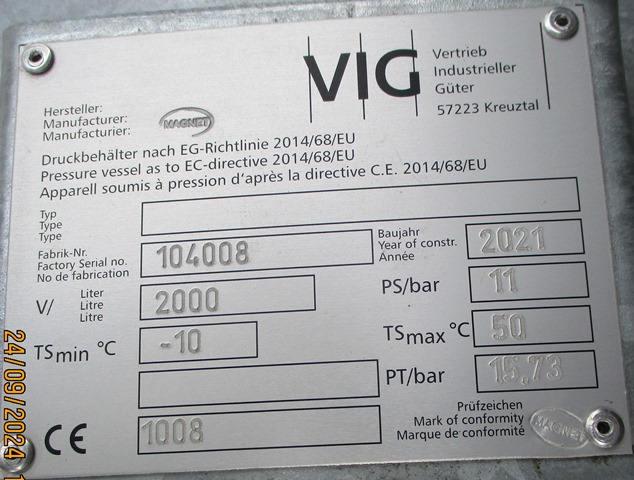 VIG
Vertrieb
Industrieller
Güter
57223 Kreuztal
Hersteller:
Manufacturer:
Manufacturier:
MAGNET
Druckbehälter nach EG-Richtlinie 2014/68/EU
Pressure vessel as to EC-directive 2014/68/EU
Apparell soumis à pression d'après la directive C.E. 2014/68/EU
Typ
Type
Type
Fabrik-Nr.
Factory Serial no.
No de fabrication
104008
Baujahr
Year of constr.
Année
2021
V/
Liter
Litre
Litre
2000
PS/bar
11
TSmin °C
-10
TSmax °C
50
PT/bar
15,73
CE
1008
Prüfzeichen
Mark of conformity
Marque de conformité
MAGNET
24/09/2024